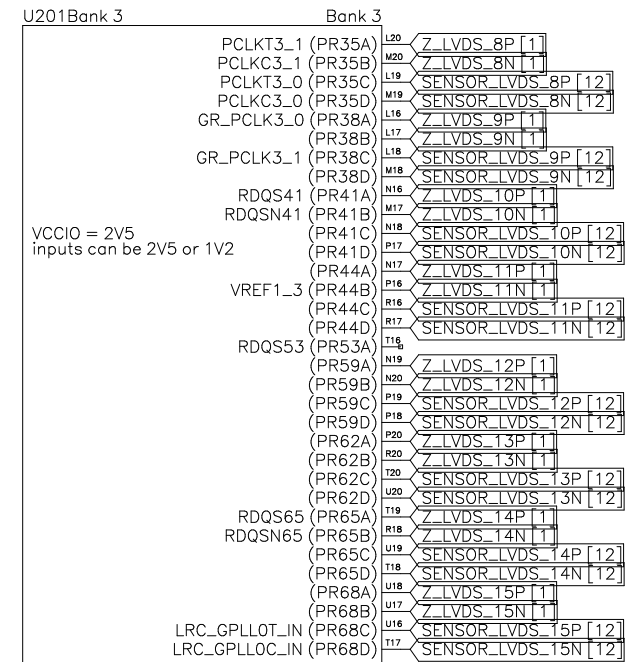 U201Bank 3 Bank 3
PCLKT3_1 (PR35A) L20 Z_LVDS_8P [1]
PCLKC3_1 (PR35B) M20 Z_LVDS_8N [1]
PCLKT3_0 (PR35C) L19 SENSOR_LVDS_8P [12]
PCLKC3_0 (PR35D) M19 SENSOR_LVDS_8N [12]
GR_PCLK3_0 (PR38A) L16 Z_LVDS_9P [1]
(PR38B) L17 Z_LVDS_9N [1]
GR_PCLK3_1 (PR38C) L18 SENSOR_LVDS_9P [12]
(PR38D) M18 SENSOR_LVDS_9N [12]
RDQS41 (PR41A) N16 Z_LVDS_10P [1]
RDQSN41 (PR41B) M17 Z_LVDS_10N [1]
VCCIO = 2V5 (PR41C) N18 SENSOR_LVDS_10P [12]
inputs can be 2V5 or 1V2 (PR41D) P17 SENSOR_LVDS_10N [12]
(PR44A) N17 Z_LVDS_11P [1]
VREF1_3 (PR44B) P16 Z_LVDS_11N [1]
(PR44C) R16 SENSOR_LVDS_11P [12]
(PR44D) R17 SENSOR_LVDS_11N [12]
RDQS53 (PR53A) T16
(PR59A) N19 Z_LVDS_12P [1]
(PR59B) N20 Z_LVDS_12N [1]
(PR59C) P19 SENSOR_LVDS_12P [12]
(PR59D) P18 SENSOR_LVDS_12N [12]
(PR62A) P20 Z_LVDS_13P [1]
(PR62B) R20 Z_LVDS_13N [1]
(PR62C) T20 SENSOR_LVDS_13P [12]
(PR62D) U20 SENSOR_LVDS_13N [12]
RDQS65 (PR65A) T19 Z_LVDS_14P [1]
RDQSN65 (PR65B) R18 Z_LVDS_14N [1]
(PR65C) U19 SENSOR_LVDS_14P [12]
(PR65D) T18 SENSOR_LVDS_14N [12]
(PR68A) U18 Z_LVDS_15P [1]
(PR68B) U17 Z_LVDS_15N [1]
LRC_GPLL0T_IN (PR68C) U16 SENSOR_LVDS_15P [12]
LRC_GPLL0C_IN (PR68D) T17 SENSOR_LVDS_15N [12]